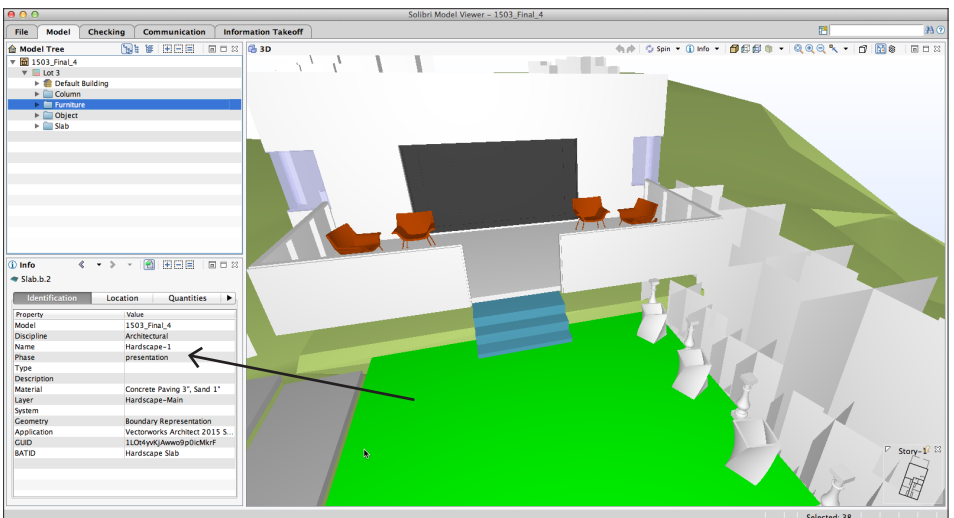 Solibri Model Viewer - 1503_Final_4
File Model Checking Communication Information Takeoff
Model Tree
3D Spin Info
1503_Final_4
Lot 3
Default Building
Column
Furniture
Object
Slab
Info
Slab.b.2
Identification Location Quantities
Property Value
Model 1503_Final_4
Discipline Architectural
Name Hardscape-1
Phase presentation
Type
Description
Material Concrete Paving 3", Sand 1"
Layer Hardscape-Main
System
Geometry Boundary Representation
Application Vectorworks Architect 2015 S...
GUID 1LOt4yvKjAwwo9p0icMkrF
BATID Hardscape Slab
Story-1
Selected: 38